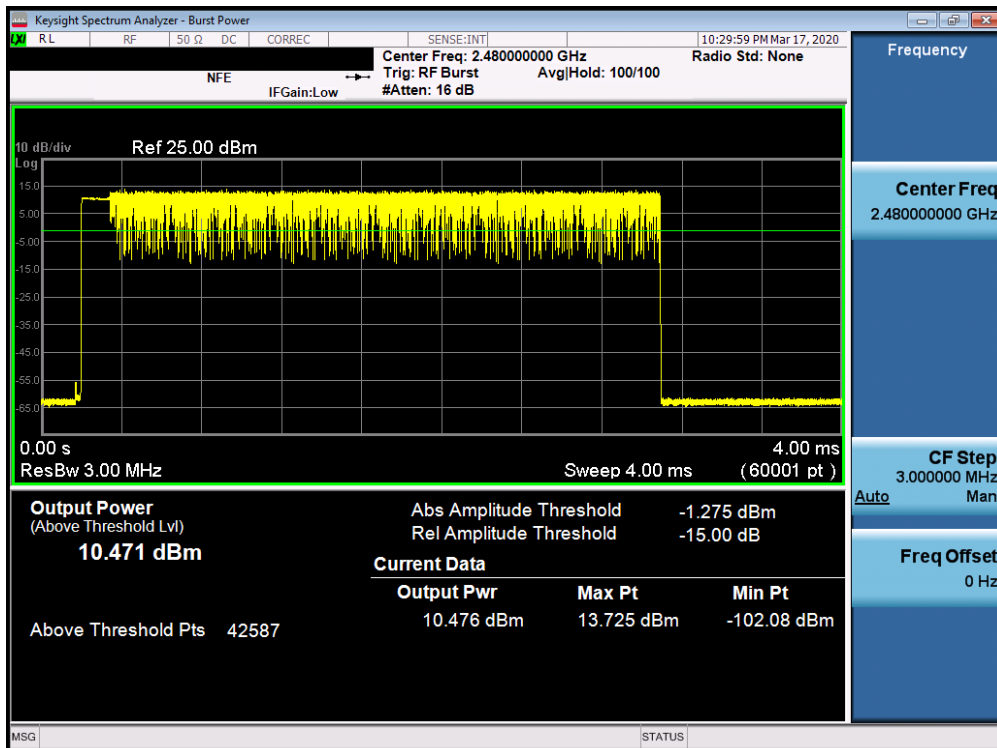 Keysight Spectrum Analyzer - Burst Power
LXI RL RF 50 Ω DC CORREC SENSE:INT 10:29:59 PM Mar 17, 2020
Center Freq: 2.480000000 GHz Radio Std: None
NFE Trig: RF Burst Avg|Hold: 100/100
IFGain:Low #Atten: 16 dB
Frequency
10 dB/div Ref 25.00 dBm
Log
15.0
5.00
-5.00
-15.0
-25.0
-35.0
-45.0
-55.0
-65.0
0.00 s 4.00 ms
ResBw 3.00 MHz Sweep 4.00 ms (60001 pt)
Center Freq
2.480000000 GHz
CF Step
3.000000 MHz
Auto Man
Freq Offset
0 Hz
Output Power
(Above Threshold Lvl)
10.471 dBm
Above Threshold Pts 42587
Abs Amplitude Threshold -1.275 dBm
Rel Amplitude Threshold -15.00 dB
Current Data
Output Pwr Max Pt Min Pt
10.476 dBm 13.725 dBm -102.08 dBm
MSG STATUS